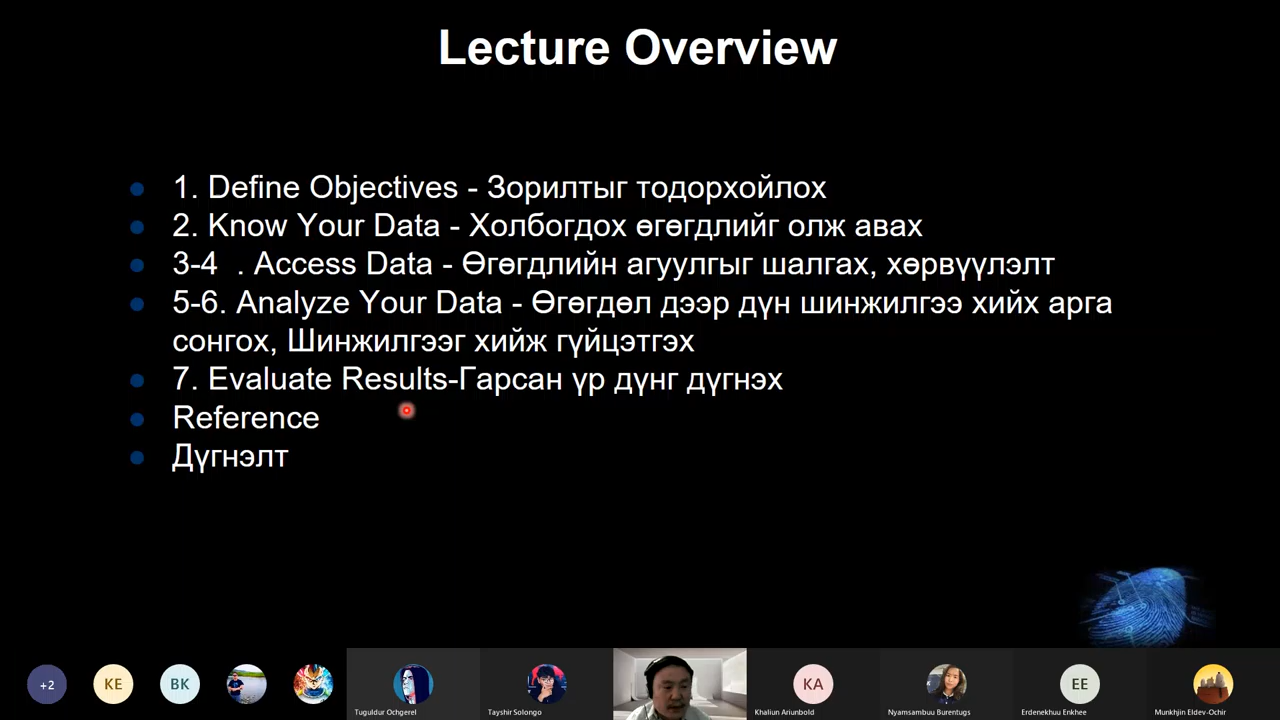 Lecture Overview
1. Define Objectives - Зорилтыг тодорхойлох
2. Know Your Data - Холбогдох өгөгдлийг олж авах
3-4 . Access Data - Өгөгдлийн агуулгыг шалгах, хөрвүүлэлт
5-6. Analyze Your Data - Өгөгдөл дээр дүн шинжилгээ хийх арга
сонгох, Шинжилгээг хийж гүйцэтгэх
7. Evaluate Results-Гарсан үр дүнг дүгнэх
Reference
Дүгнэлт
+2
KE
BK
KA
EE
Tuguldur Ochgerel
Tayshir Solongo
Khaliun Ariunbold
Nyamsambuu Burentugs
Erdenekhuu Enkhee
Munkhjin Eldev-Ochir